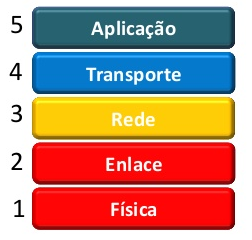 5 Aplicação
4 Transporte
3 Rede
2 Enlace
1 Física